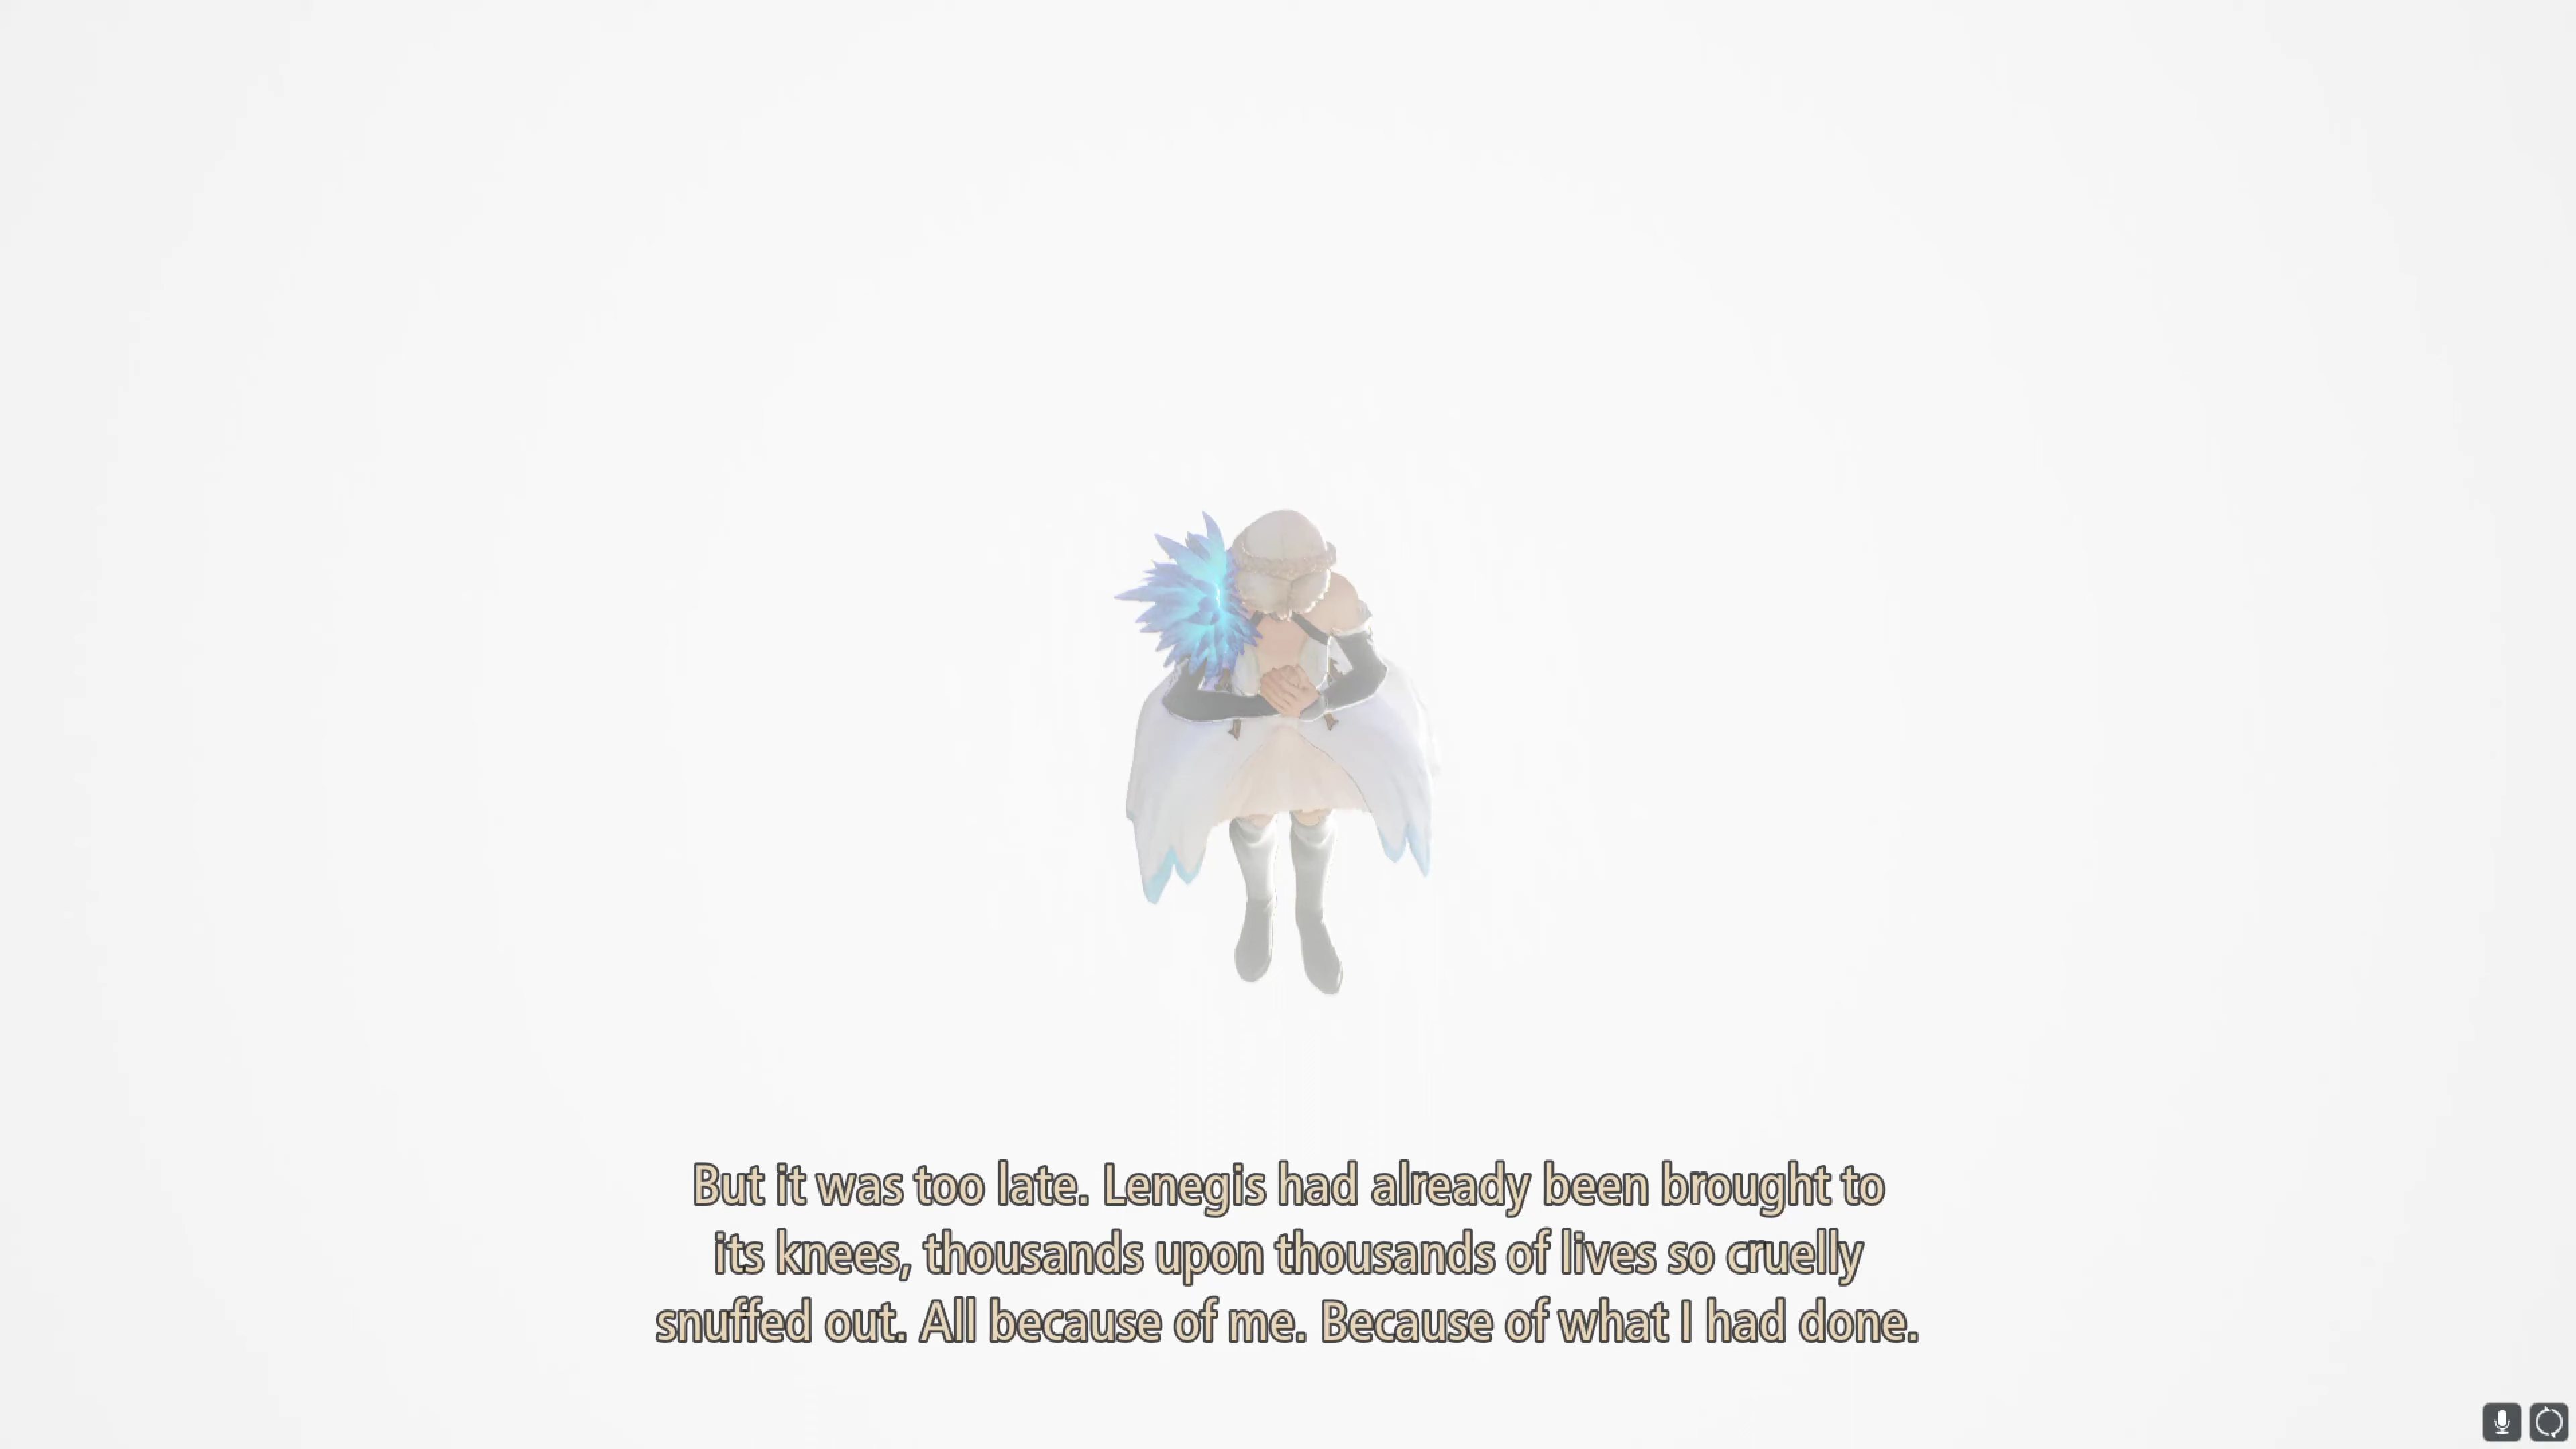 But it was too late. Lenegis had already been brought to
its knees, thousands upon thousands of lives so cruelly
snuffed out. All because of me. Because of what I had done.